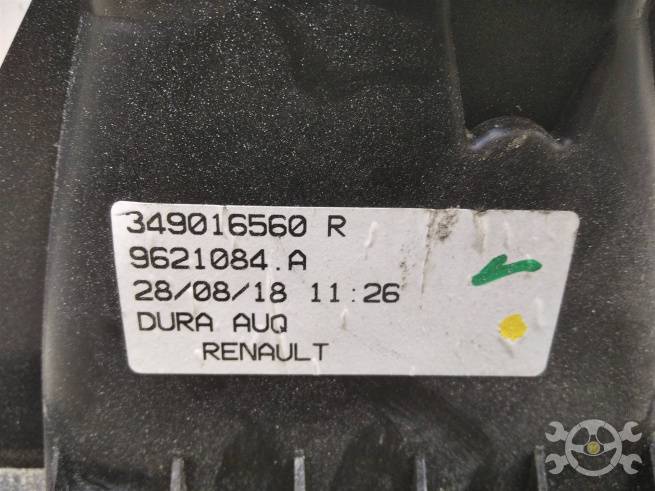 349016560 R
9621084.A
28/08/18 11:26
DURA AUQ
RENAULT